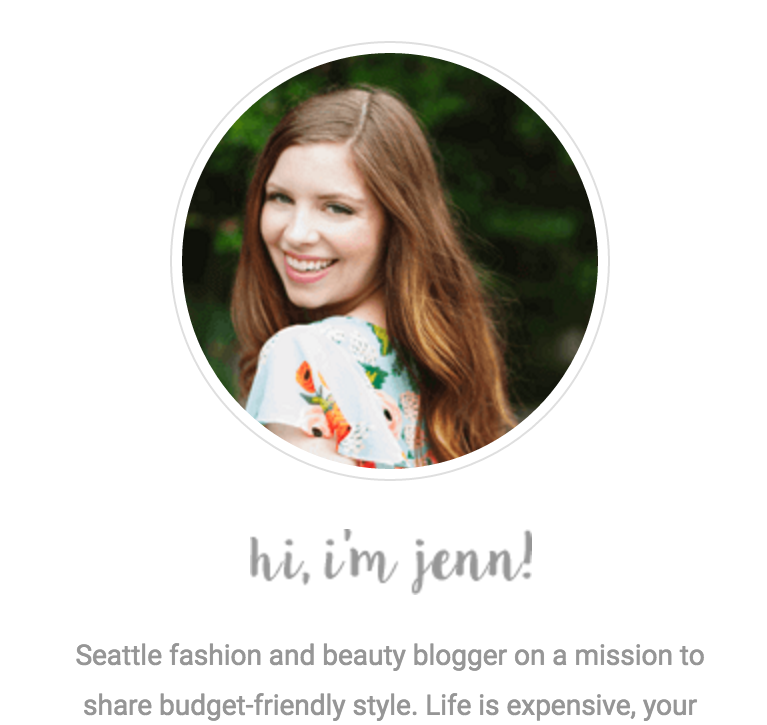 hi, i'm jenn!
Seattle fashion and beauty blogger on a mission to
share budget-friendly style. Life is expensive, your